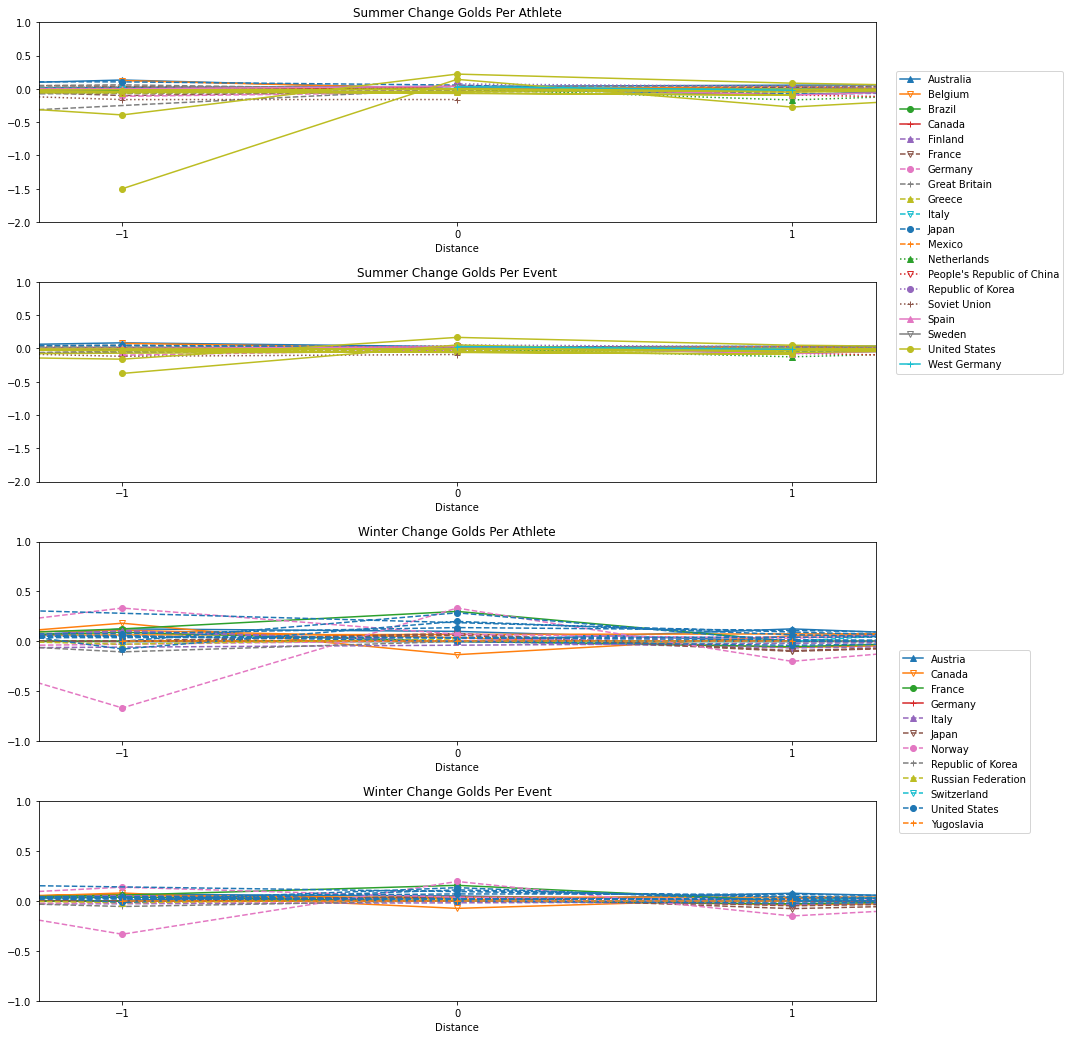 Summer Change Golds Per Athlete
1.0
0.5
0.0
−0.5
−1.0
−1.5
−2.0
−1
0
1
Distance
Summer Change Golds Per Event
1.0
0.5
0.0
−0.5
−1.0
−1.5
−2.0
−1
0
1
Distance
Australia
Belgium
Brazil
Canada
Finland
France
Germany
Great Britain
Greece
Italy
Japan
Mexico
Netherlands
People's Republic of China
Republic of Korea
Soviet Union
Spain
Sweden
United States
West Germany
Winter Change Golds Per Athlete
1.0
0.5
0.0
−0.5
−1.0
−1
0
1
Distance
Winter Change Golds Per Event
1.0
0.5
0.0
−0.5
−1.0
−1
0
1
Distance
Austria
Canada
France
Germany
Italy
Japan
Norway
Republic of Korea
Russian Federation
Switzerland
United States
Yugoslavia